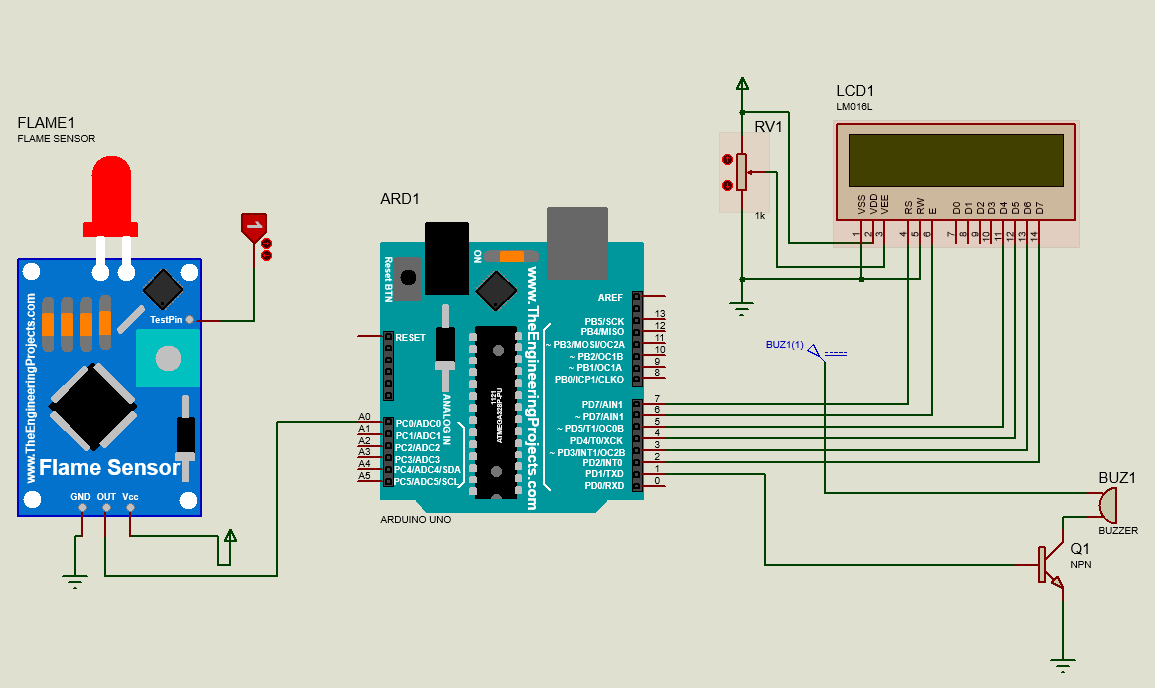 FLAME1
FLAME SENSOR
1
www.TheEngineeringProjects.com
TestPin
Flame Sensor
GND OUT Vcc
ARD1
Reset BTN
ON
www.TheEngineeringProjects.com
RESET
ANALOG IN
1121
ATMEGA328P-PU
A0 PC0/ADC0
A1 PC1/ADC1
A2 PC2/ADC2
A3 PC3/ADC3
A4 PC4/ADC4/SDA
A5 PC5/ADC5/SCL
AREF
PB5/SCK 13
PB4/MISO 12
~ PB3/MOSI/OC2A 11
~ PB2/OC1B 10
~ PB1/OC1A 9
PB0/ICP1/CLKO 8
PD7/AIN1 7
~ PD7/AIN1 6
~ PD5/T1/OC0B 5
PD4/T0/XCK 4
~ PD3/INT1/OC2B 3
PD2/INT0 2
PD1/TXD 1
PD0/RXD 0
ARDUINO UNO
RV1
1k
LCD1
LM016L
VSS VDD VEE RS RW E D0 D1 D2 D3 D4 D5 D6 D7
1 2 3 4 5 6 7 8 9 10 11 12 13 14
BUZ1(1)
BUZ1
BUZZER
Q1
NPN